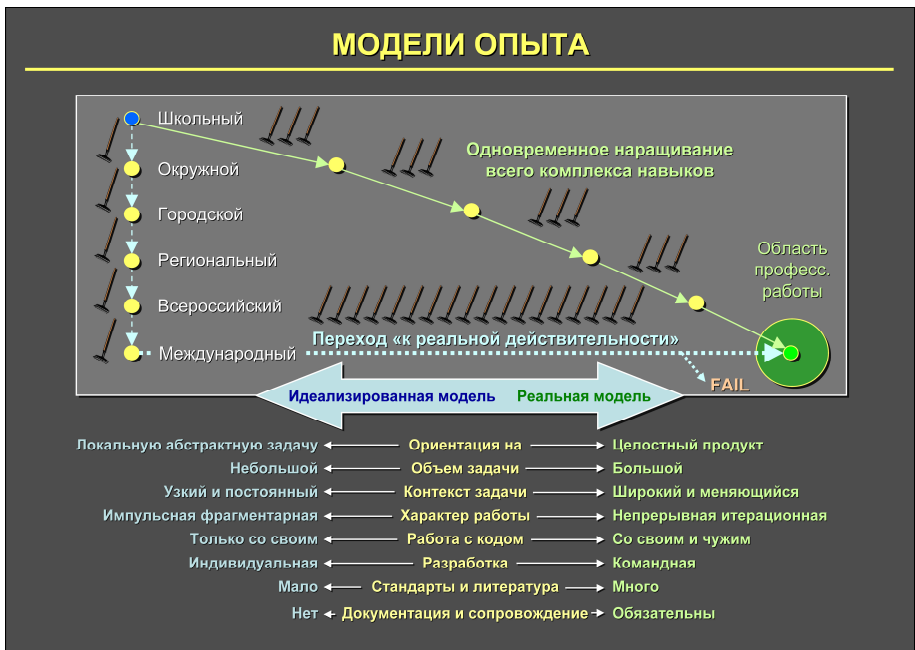 МОДЕЛИ ОПЫТА
Школьный
Окружной
Городской
Региональный
Всероссийский
Международный
Одновременное наращивание
всего комплекса навыков
Область
професс.
работы
Переход «к реальной действительности»
FAIL
Идеализированная модель Реальная модель
Локальную абстрактную задачу Ориентация на Целостный продукт
Небольшой Объем задачи Большой
Узкий и постоянный Контекст задачи Широкий и меняющийся
Импульсная фрагментарная Характер работы Непрерывная итерационная
Только со своим Работа с кодом Со своим и чужим
Индивидуальная Разработка Командная
Мало Стандарты и литература Много
Нет Документация и сопровождение Обязательны